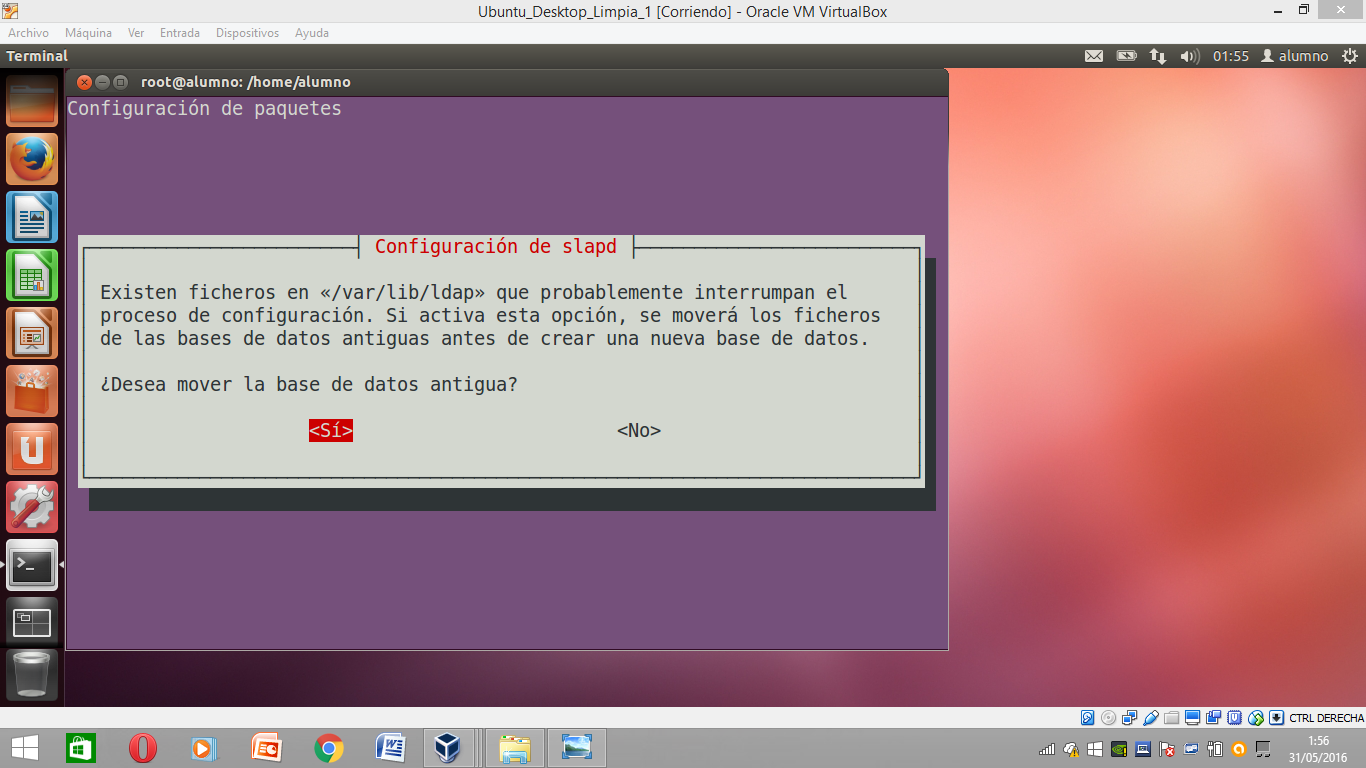 Ubuntu_Desktop_Limpia_1 [Corriendo] - Oracle VM VirtualBox
Archivo Máquina Ver Entrada Dispositivos Ayuda
Terminal 01:55 alumno
root@alumno: /home/alumno
Configuración de paquetes
Configuración de slapd
Existen ficheros en «/var/lib/ldap» que probablemente interrumpan el
proceso de configuración. Si activa esta opción, se moverá los ficheros
de las bases de datos antiguas antes de crear una nueva base de datos.
¿Desea mover la base de datos antigua?
<Sí> <No>
CTRL DERECHA
1:56
31/05/2016